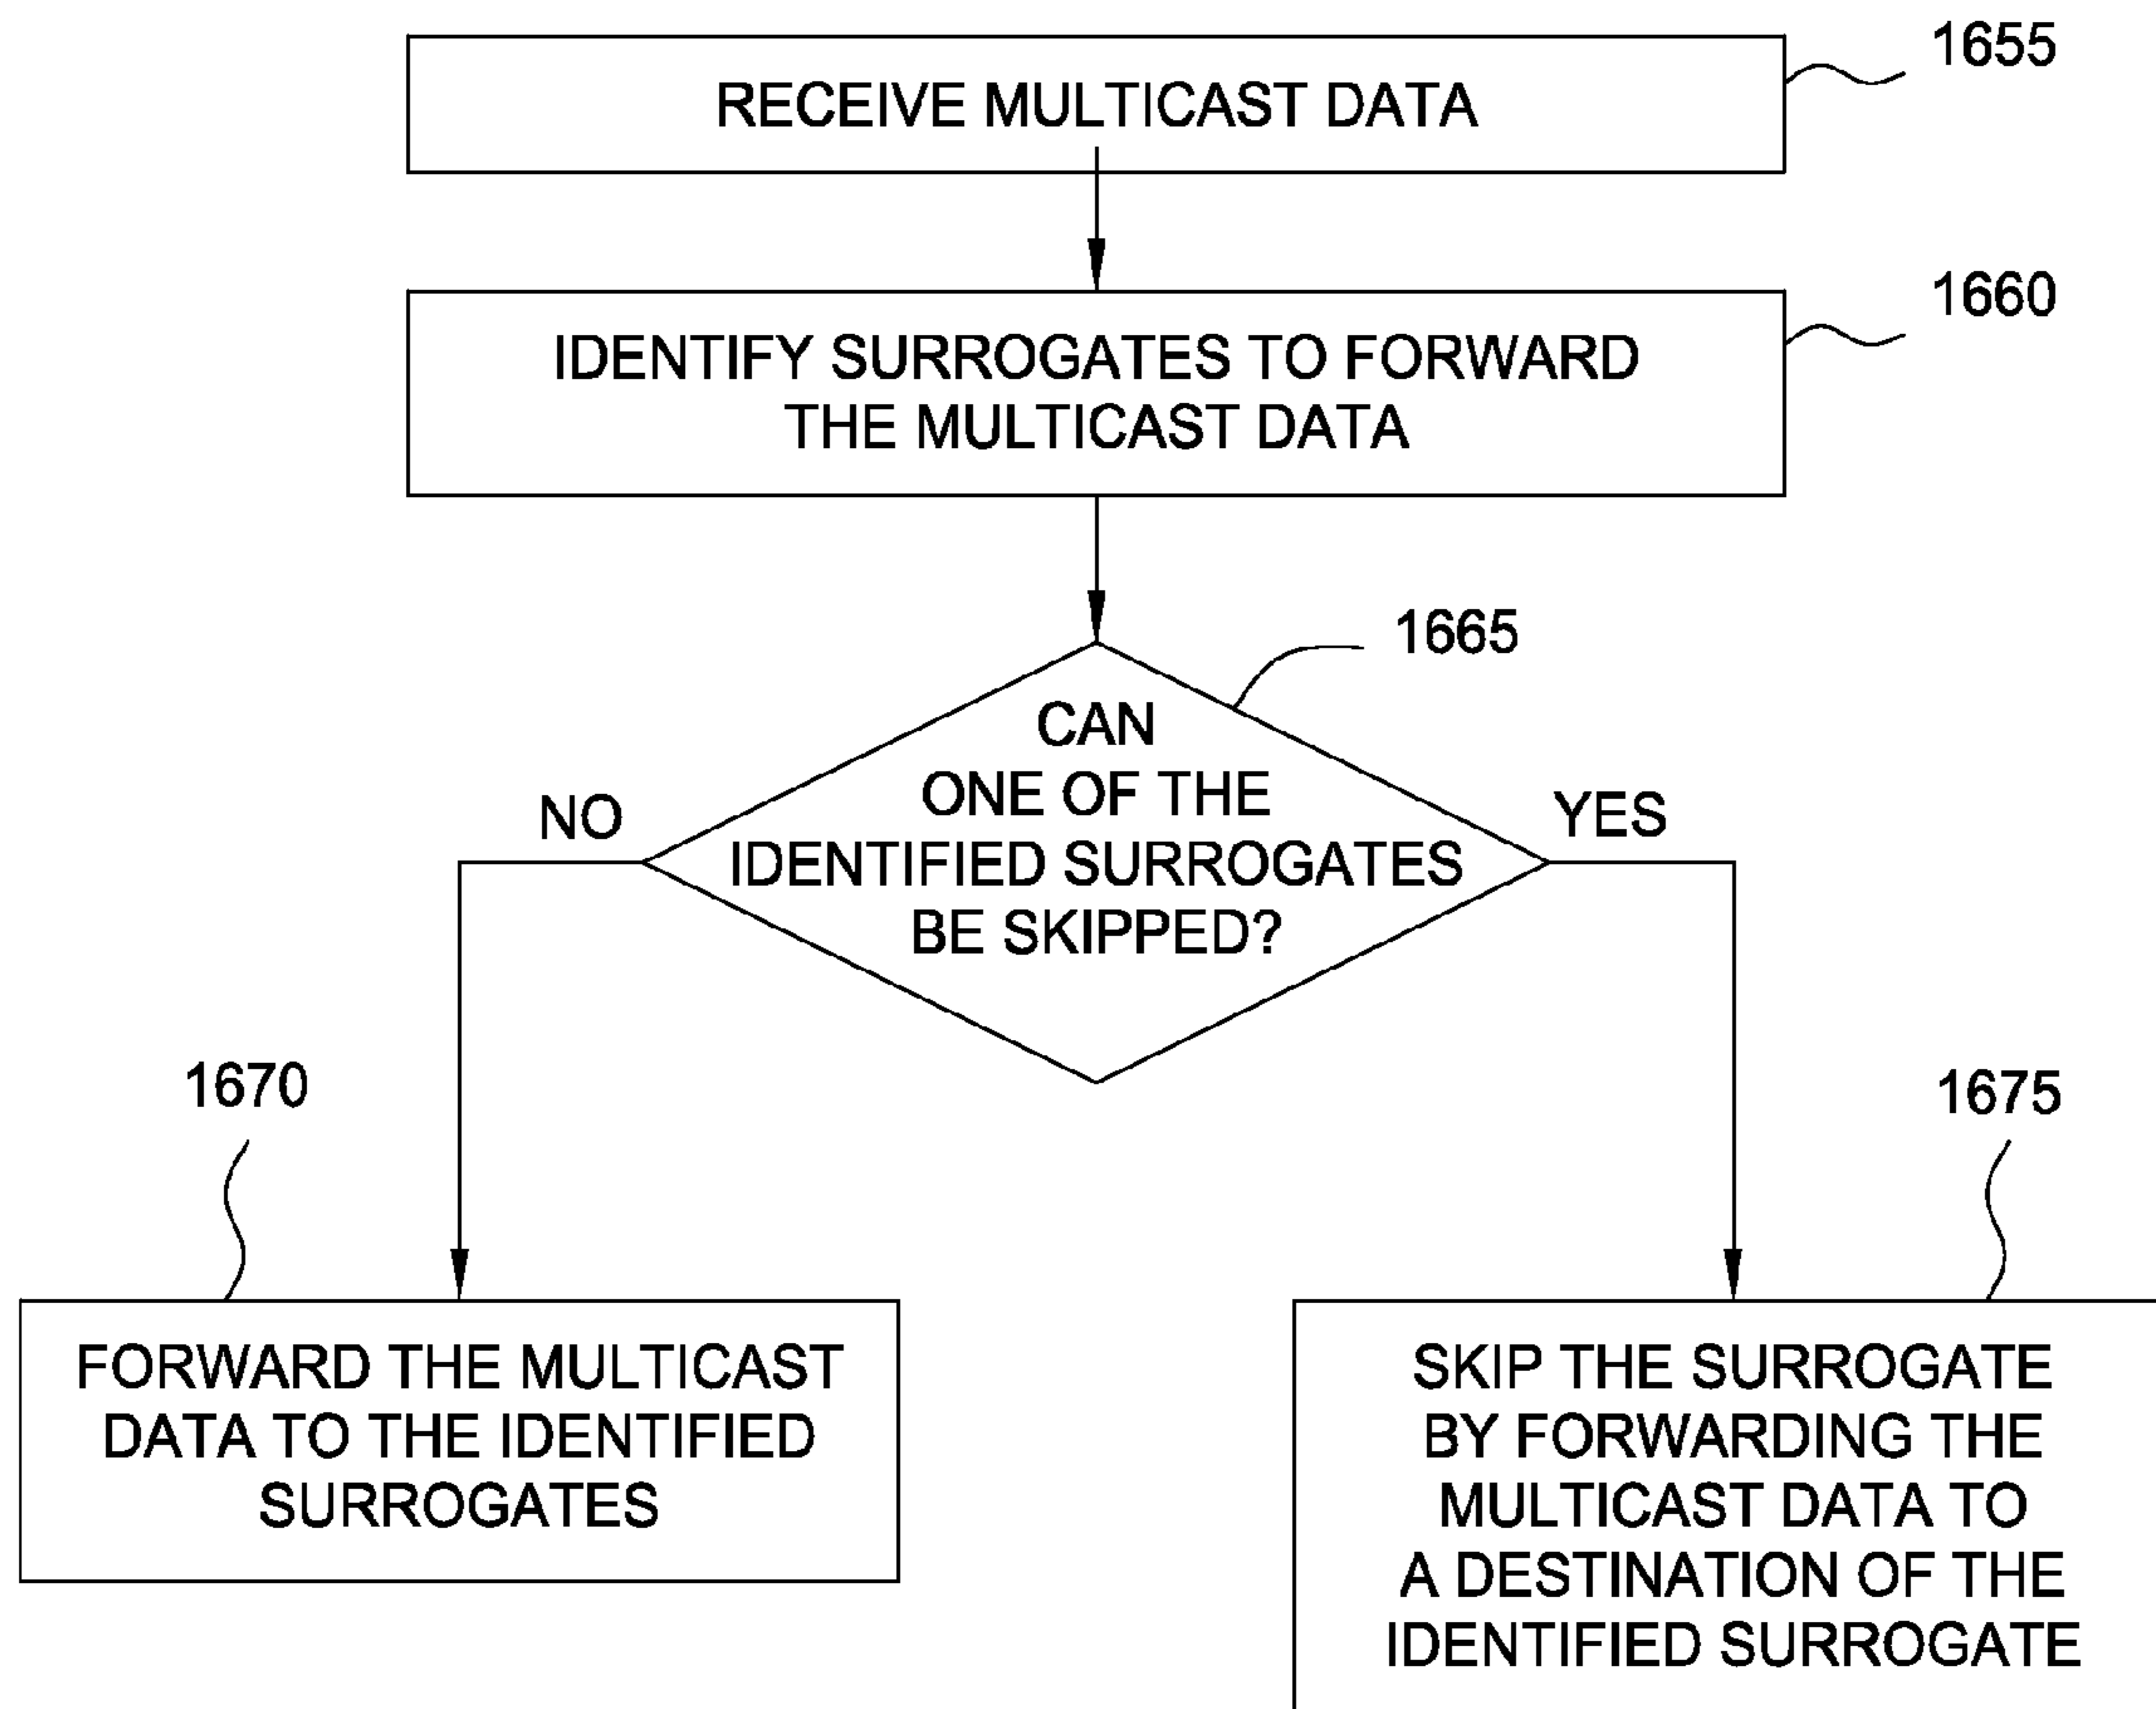 1655
RECEIVE MULTICAST DATA
1660
IDENTIFY SURROGATES TO FORWARD
THE MULTICAST DATA
1665
CAN
ONE OF THE
IDENTIFIED SURROGATES
BE SKIPPED?
NO
YES
1670
FORWARD THE MULTICAST
DATA TO THE IDENTIFIED
SURROGATES
1675
SKIP THE SURROGATE
BY FORWARDING THE
MULTICAST DATA TO
A DESTINATION OF THE
IDENTIFIED SURROGATE